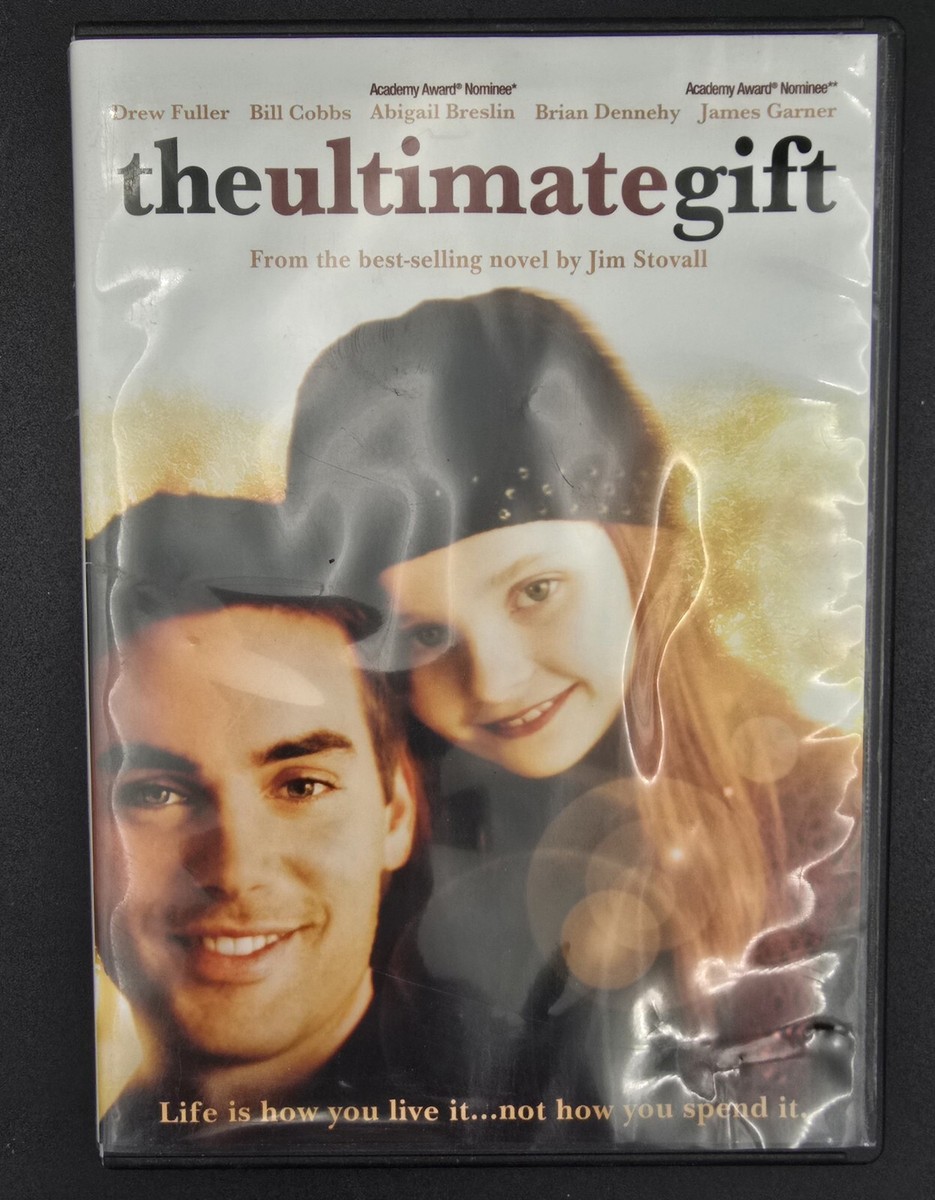 Academy Award® Nominee* Academy Award® Nominee**
Drew Fuller Bill Cobbs Abigail Breslin Brian Dennehy James Garner
theultimategift
From the best-selling novel by Jim Stovall
Life is how you live it...not how you spend it.